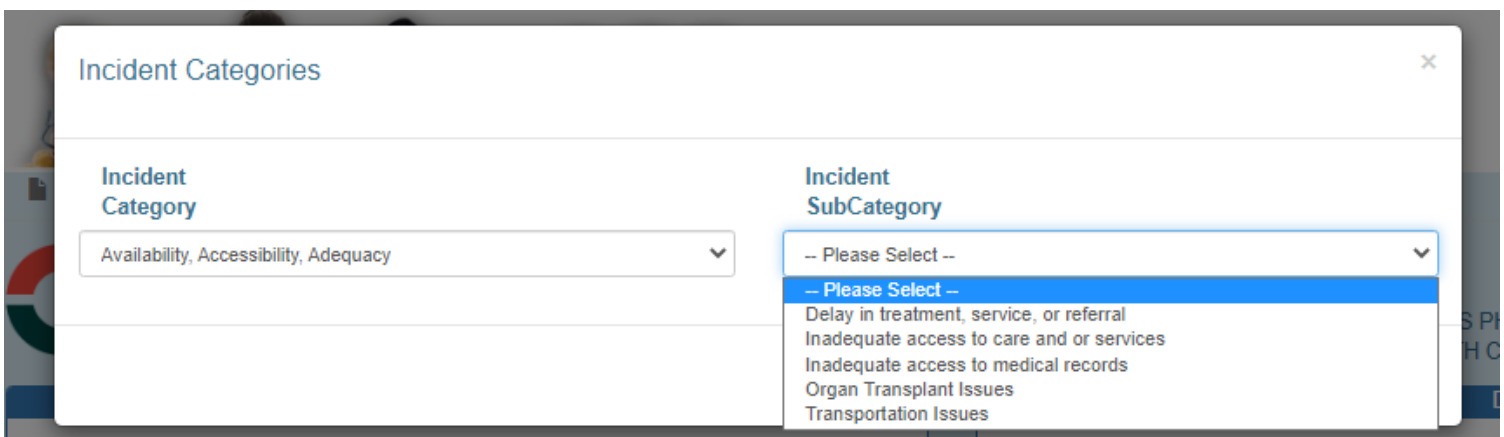 Incident Categories
×
Incident
Category
Incident
SubCategory
Availability, Accessibility, Adequacy
-- Please Select --
-- Please Select --
Delay in treatment, service, or referral
Inadequate access to care and or services
Inadequate access to medical records
Organ Transplant Issues
Transportation Issues